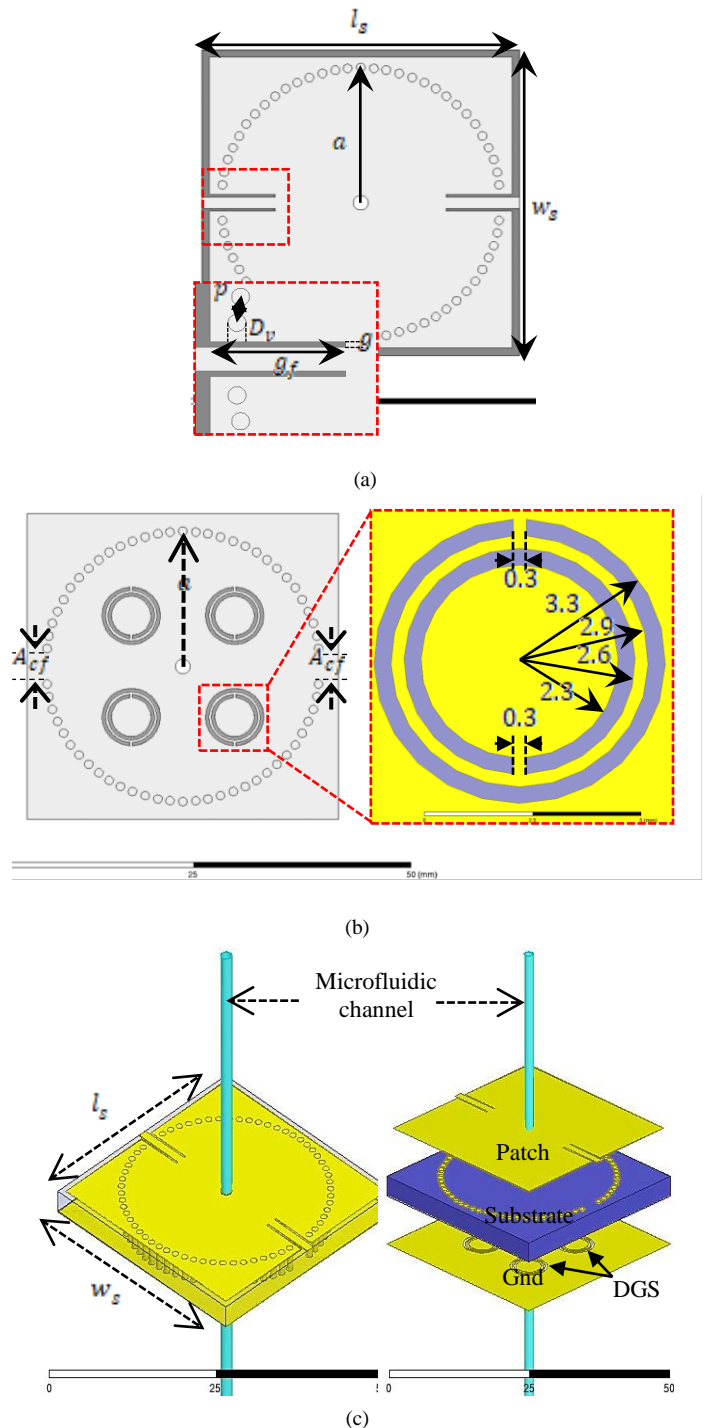 l_s
a
w_s
p
D_v
g
g_f
(a)
a
A_cf
A_cf
0.3
3.3
2.9
2.6
2.3
0.3
25
50 (mm)
(b)
Microfluidic
channel
l_s
w_s
Patch
Substrate
Gnd
DGS
0
25
0
25
50
(c)